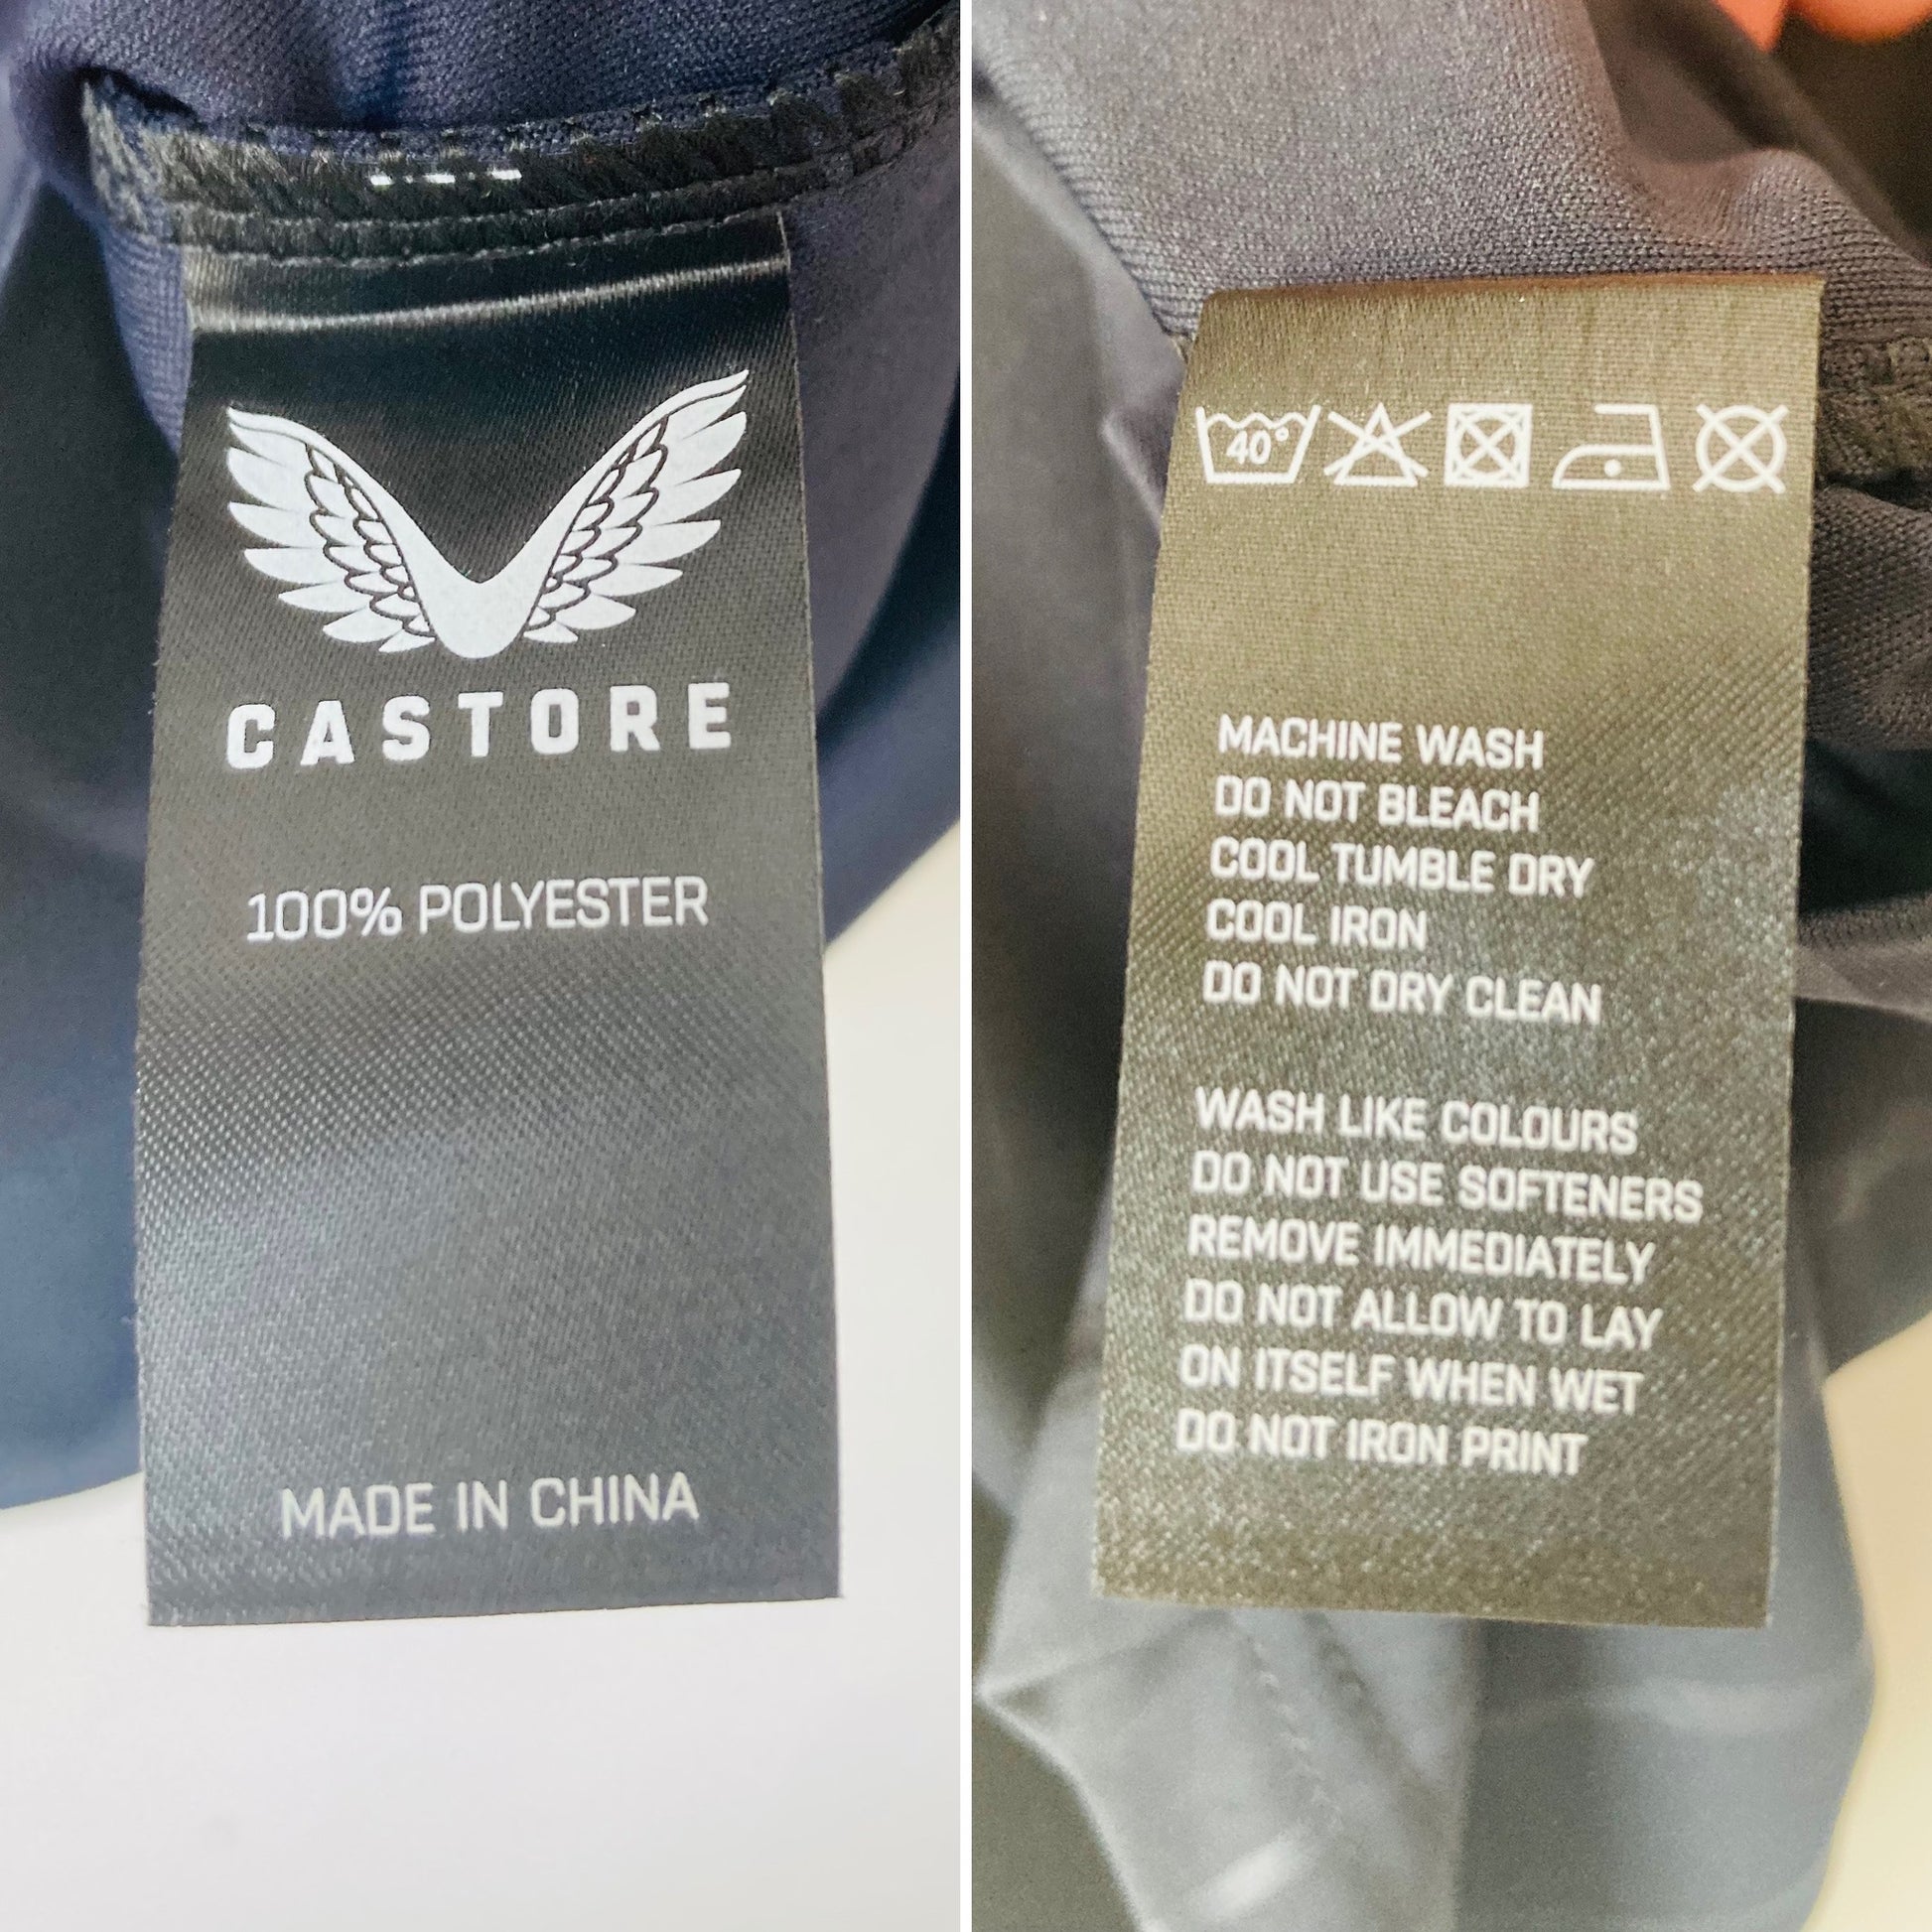 CASTORE
100% POLYESTER
MADE IN CHINA
40°
MACHINE WASH
DO NOT BLEACH
COOL TUMBLE DRY
COOL IRON
DO NOT DRY CLEAN
WASH LIKE COLOURS
DO NOT USE SOFTENERS
REMOVE IMMEDIATELY
DO NOT ALLOW TO LAY
ON ITSELF WHEN WET
DO NOT IRON PRINT